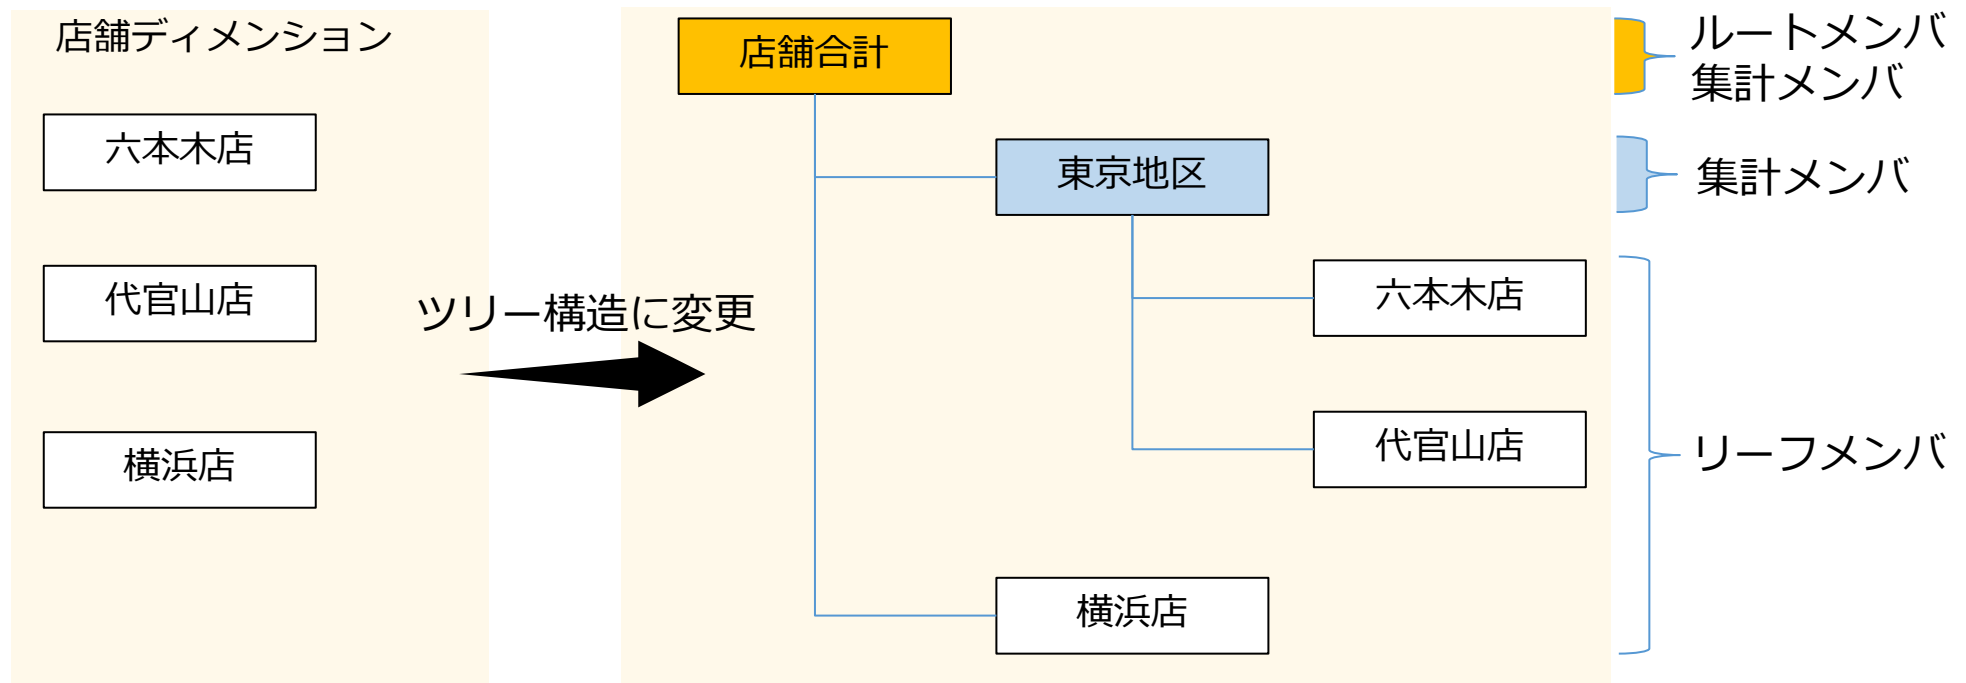 店舗ディメンション
六本木店
代官山店
横浜店
ツリー構造に変更
店舗合計
東京地区
六本木店
代官山店
横浜店
ルートメンバ
集計メンバ
集計メンバ
リーフメンバ